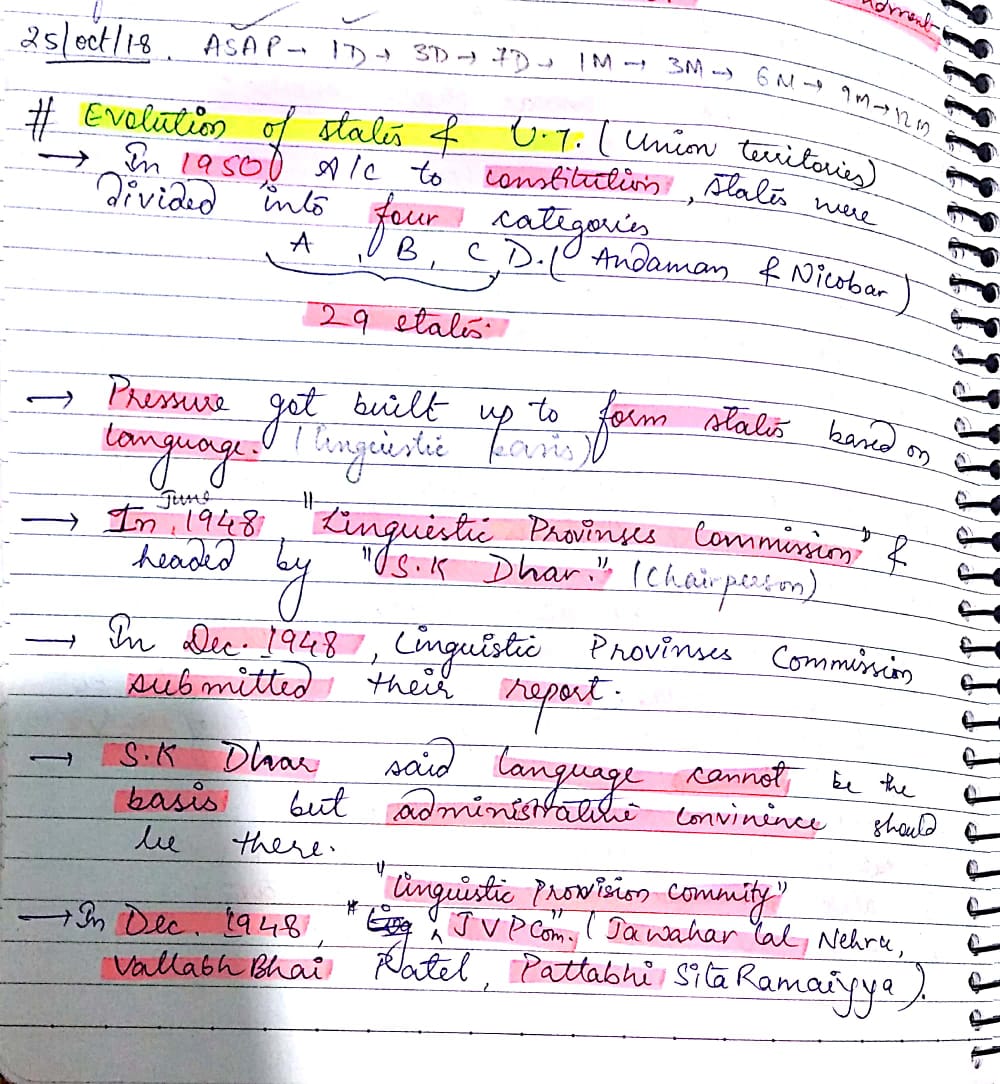 ndment
25/oct/18. ASAP → 1D → 3D → 7D → 1M → 3M → 6M → 9M → 12M
# Evolution of states & U.T. (Union territories)
→ In 1950, A/C to constitution, states were
divided into four categories
A, B, C, D. (Andaman & Nicobar)
29 states.
→ Pressure got built up to form states based on
language. (linguistic basis)
June
→ In, 1948 "Linguistic Provinses Commission" &
headed by "S.K Dhar." (Chairperson)
→ In Dec. 1948, Linguistic Provinses Commission
submitted their report.
→ S.K Dhar said language cannot be the
basis but administrative convinence should
be there.
"linguistic Provision commity"
→ In Dec. 1948, " JVP Com." (Jawahar lal Nehru,
Vallabh Bhai Patel, Pattabhi Sita Ramaiyya).